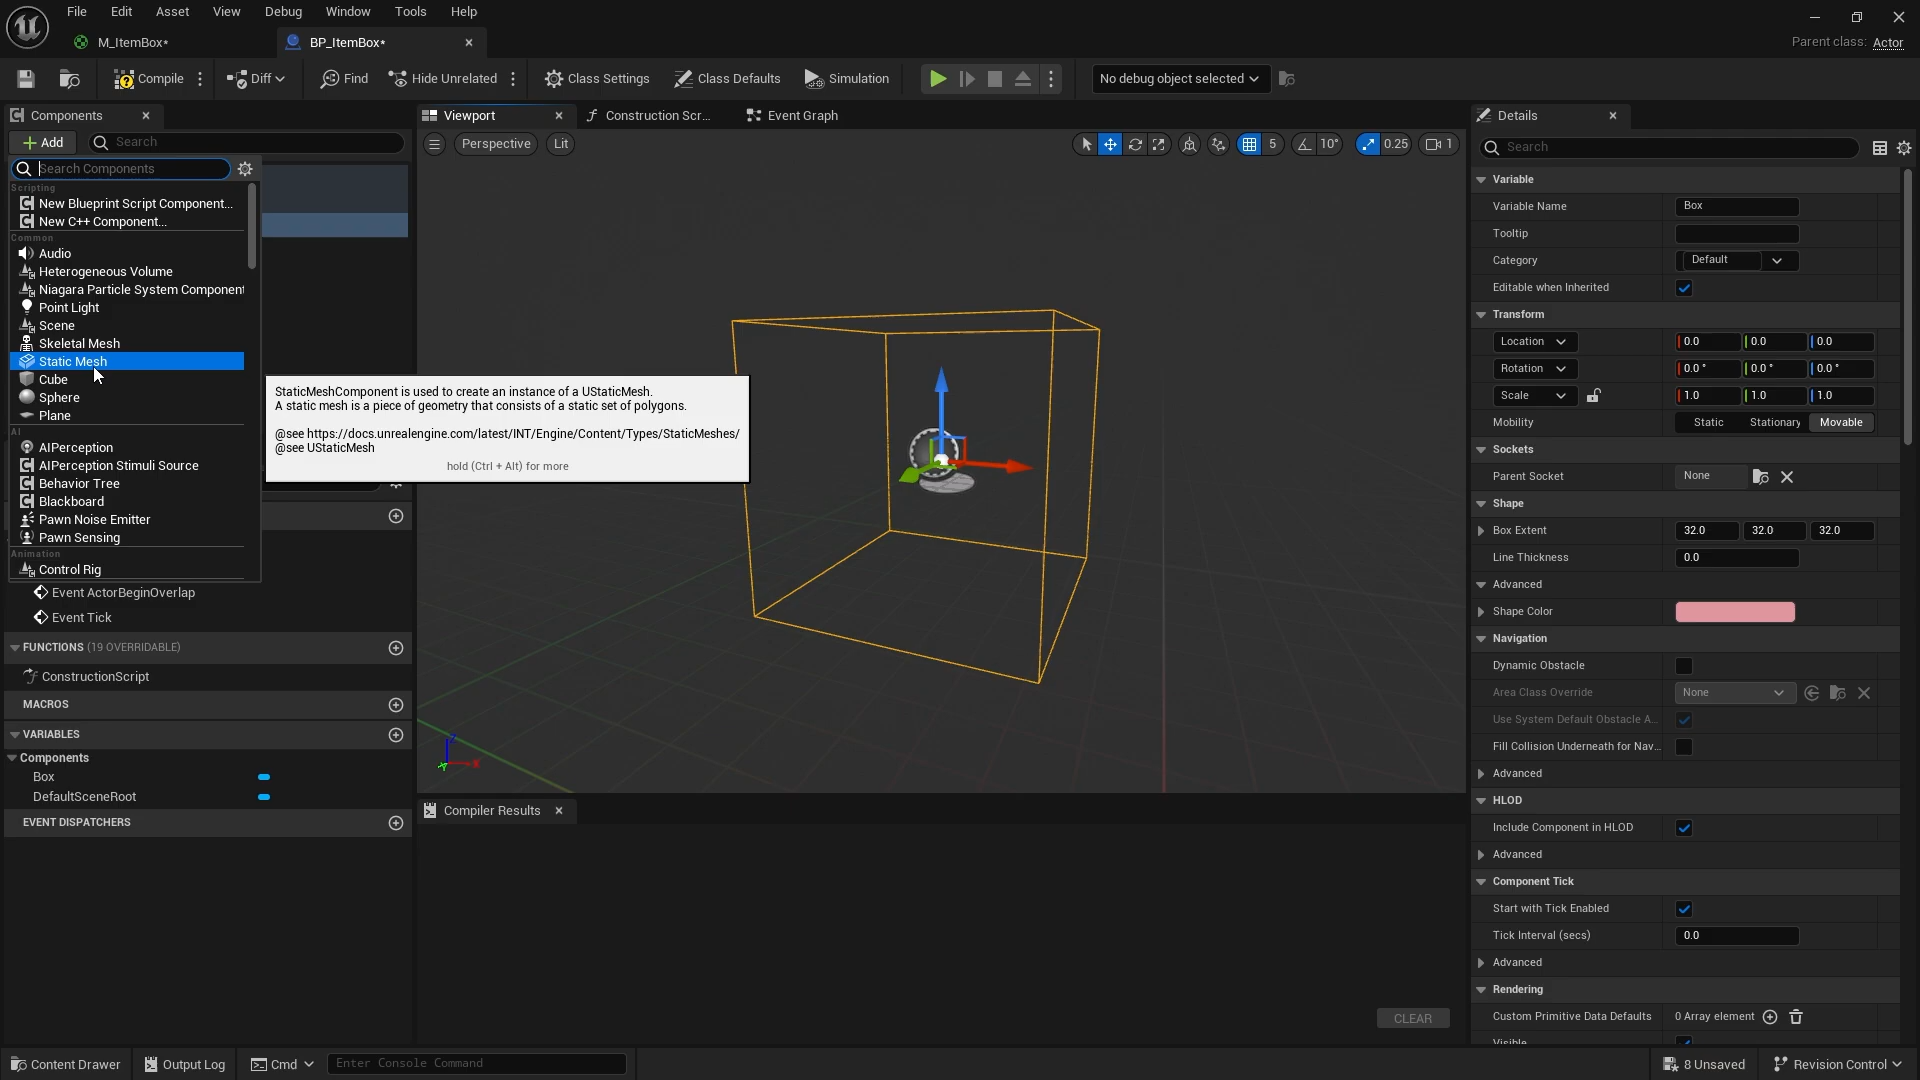 File Edit Asset View Debug Window Tools Help
M_ItemBox*
BP_ItemBox*
Parent class: Actor
Compile
Diff
Find
Hide Unrelated
Class Settings
Class Defaults
Simulation
No debug object selected
Components
Add
Search
Search Components
Scripting
New Blueprint Script Component...
New C++ Component...
Common
Audio
Heterogeneous Volume
Niagara Particle System Component
Point Light
Scene
Skeletal Mesh
Static Mesh
Cube
Sphere
Plane
AI
AIPerception
AIPerception Stimuli Source
Behavior Tree
Blackboard
Pawn Noise Emitter
Pawn Sensing
Animation
Control Rig
Event ActorBeginOverlap
Event Tick
FUNCTIONS (19 OVERRIDABLE)
ConstructionScript
MACROS
VARIABLES
Components
Box
DefaultSceneRoot
EVENT DISPATCHERS
Viewport
Construction Scr...
Event Graph
Perspective
Lit
5
10°
0.25
1
StaticMeshComponent is used to create an instance of a UStaticMesh.
A static mesh is a piece of geometry that consists of a static set of polygons.
@see https://docs.unrealengine.com/latest/INT/Engine/Content/Types/StaticMeshes/
@see UStaticMesh
hold (Ctrl + Alt) for more
Z
X
Y
Compiler Results
CLEAR
Details
Search
Variable
Variable Name Box
Tooltip
Category Default
Editable when Inherited
Transform
Location 0.0 0.0 0.0
Rotation 0.0 ° 0.0 ° 0.0 °
Scale 1.0 1.0 1.0
Mobility Static Stationary Movable
Sockets
Parent Socket None
Shape
Box Extent 32.0 32.0 32.0
Line Thickness 0.0
Advanced
Shape Color
Navigation
Dynamic Obstacle
Area Class Override None
Use System Default Obstacle A...
Fill Collision Underneath for Nav...
Advanced
HLOD
Include Component in HLOD
Advanced
Component Tick
Start with Tick Enabled
Tick Interval (secs) 0.0
Advanced
Rendering
Custom Primitive Data Defaults 0 Array element
Visible
Content Drawer
Output Log
Cmd
Enter Console Command
8 Unsaved
Revision Control